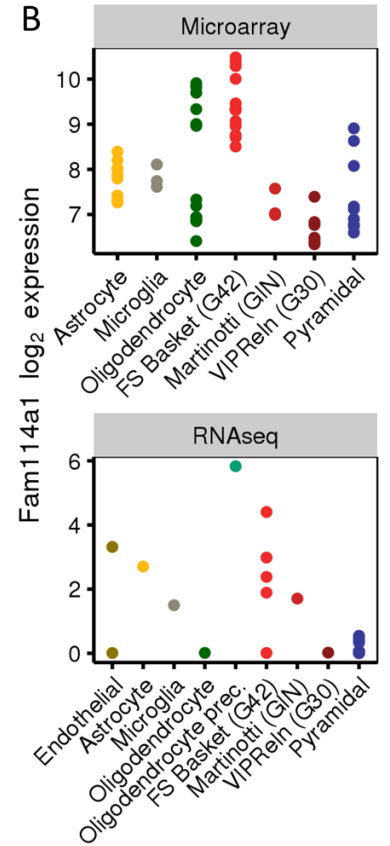 B
Microarray
Fam114a1 log2 expression
10
9
8
7
Astrocyte
Microglia
Oligodendrocyte
FS Basket (G42)
Martinotti (GIN)
VIPReln (G30)
Pyramidal
RNAseq
6
4
2
0
Endothelial
Astrocyte
Microglia
Oligodendrocyte
Oligodendrocyte prec.
FS Basket (G42)
Martinotti (GIN)
VIPReln (G30)
Pyramidal